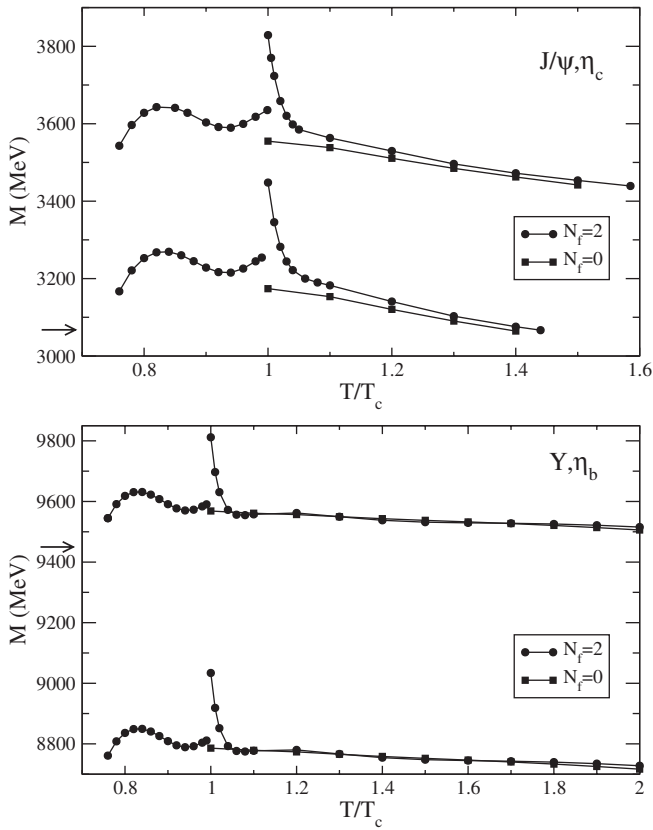 3800
3600
3400
3200
3000
M (MeV)
J/ψ,η_c
N_f=2
N_f=0
0.8
1
1.2
1.4
1.6
T/T_c
9800
9600
9400
9200
9000
8800
M (MeV)
Υ,η_b
N_f=2
N_f=0
0.8
1
1.2
1.4
1.6
1.8
2
T/T_c